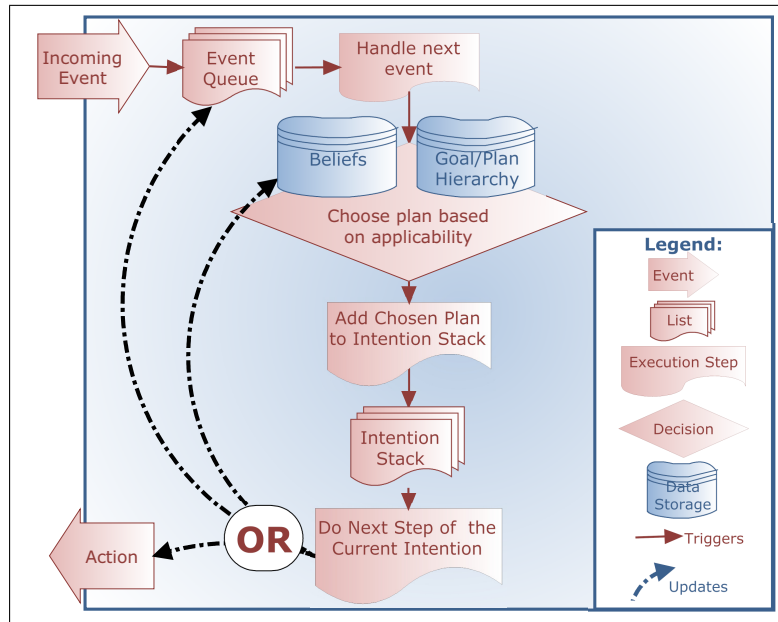 Incoming
Event
Event
Queue
Handle next
event
Beliefs
Goal/Plan
Hierarchy
Choose plan based
on applicability
Add Chosen Plan
to Intention Stack
Intention
Stack
Do Next Step of the
Current Intention
OR
Action
Legend:
Event
List
Execution Step
Decision
Data
Storage
Triggers
Updates